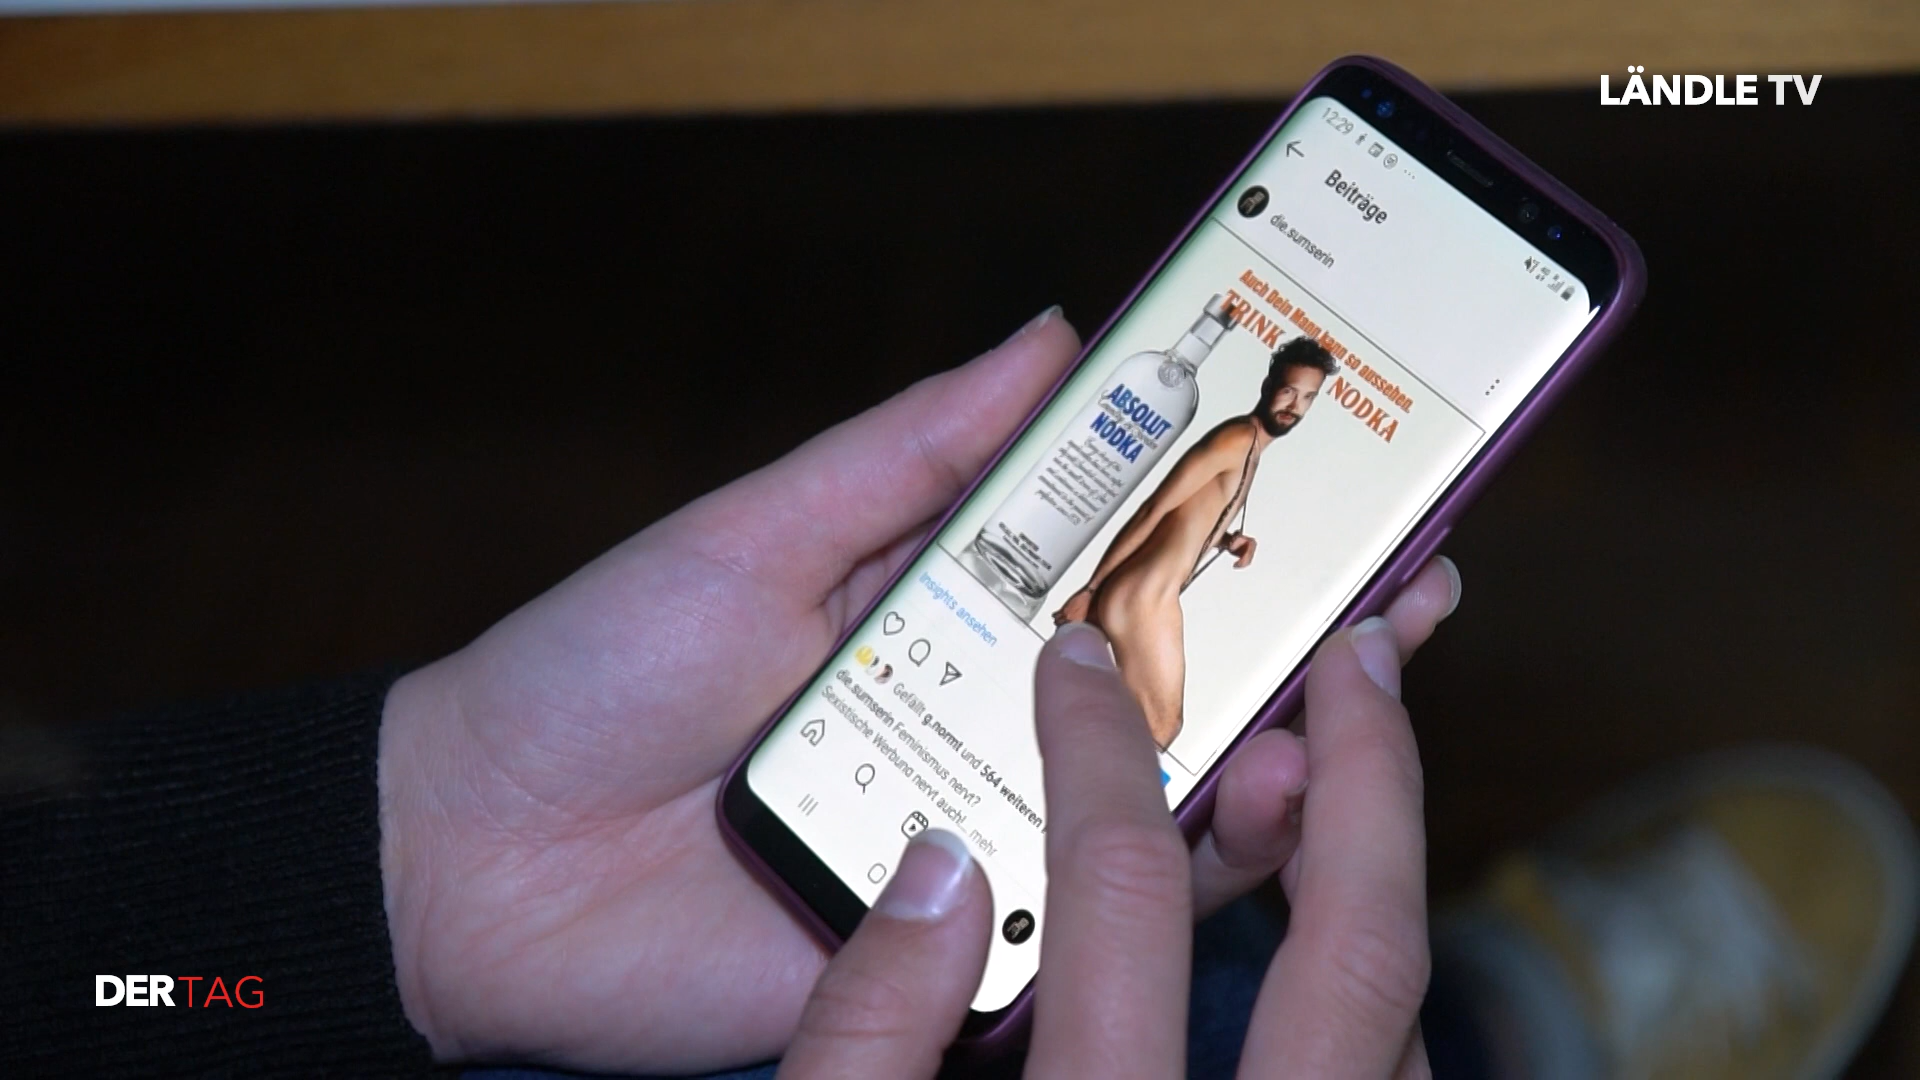 LÄNDLE TV
12:29
Beiträge
die.sumserin
Auch Dein Mann kann so aussehen.
TRINK NODKA
ABSOLUT
NODKA
Insights ansehen
Gefällt g.normt und 564 weiteren
die.sumserin Feminismus nervt?
Sexistische Werbung nervt auch!... mehr
DERTAG